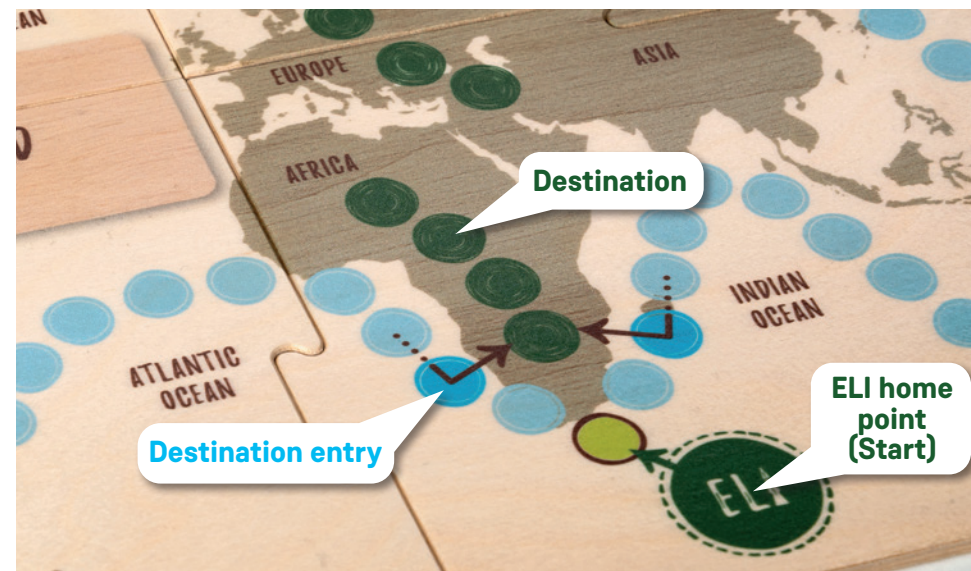 EUROPE
ASIA
AFRICA
Destination
INDIAN
OCEAN
ATLANTIC
OCEAN
ELI home
point
(Start)
Destination entry
ELI